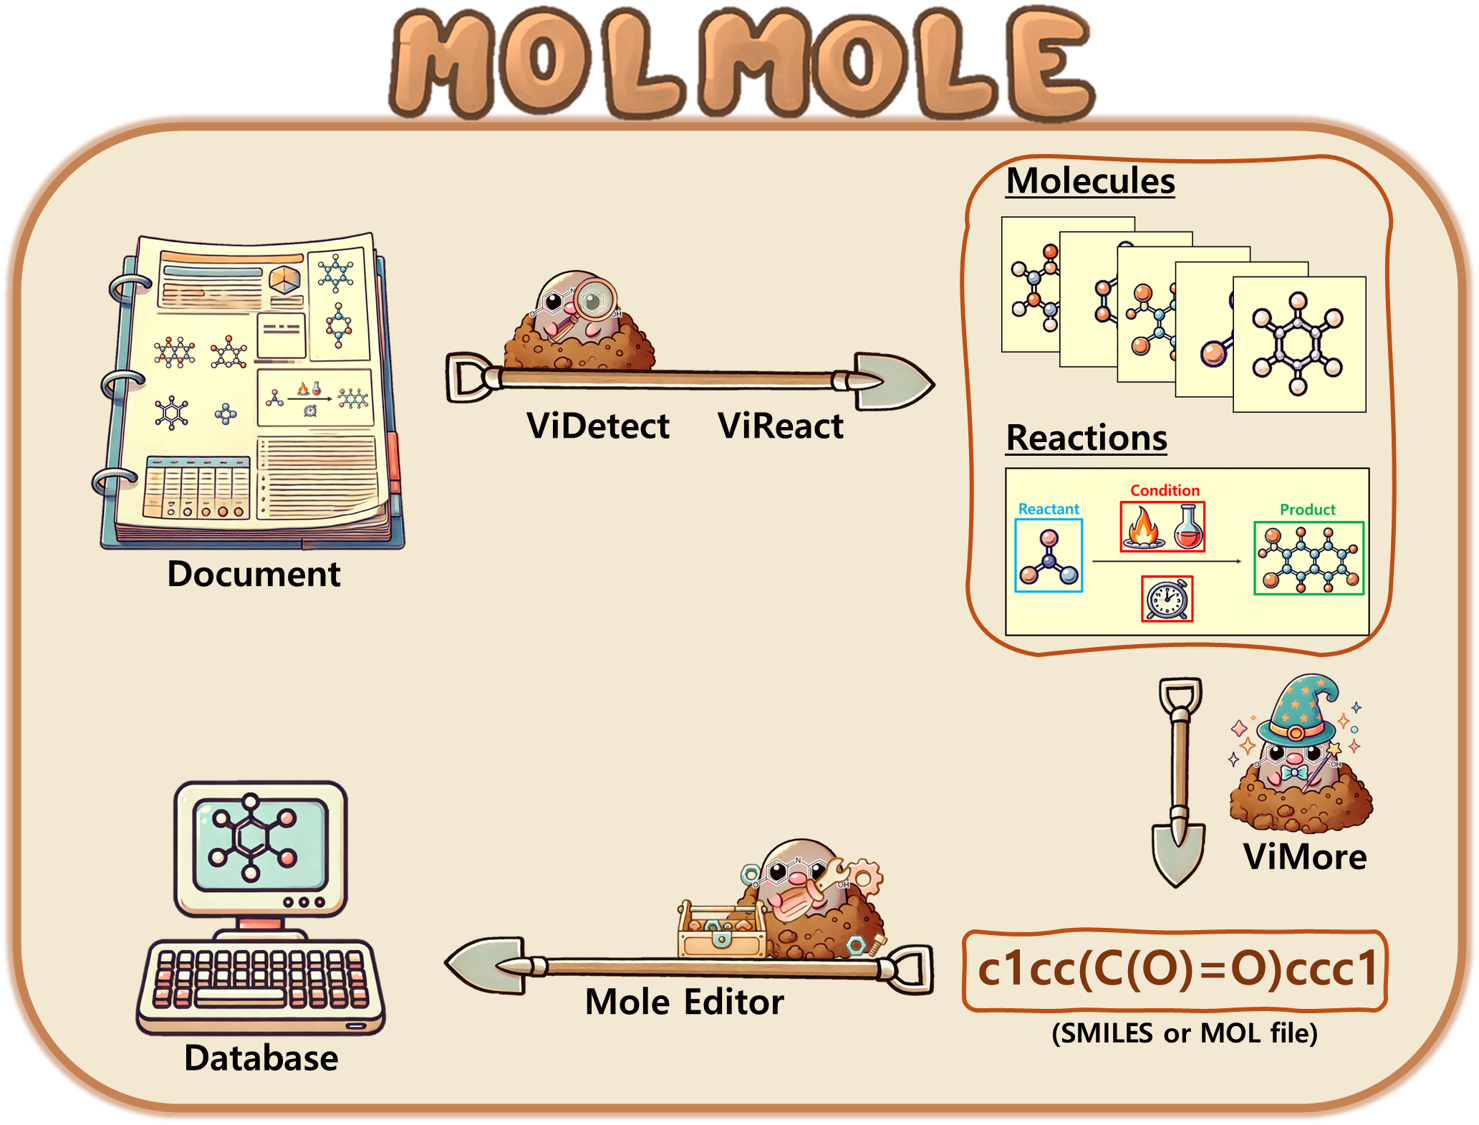 MOLMOLE
Molecules
ViDetect
ViReact
Document
Reactions
Reactant
Condition
Product
ViMore
Mole Editor
c1cc(C(O)=O)ccc1
(SMILES or MOL file)
Database